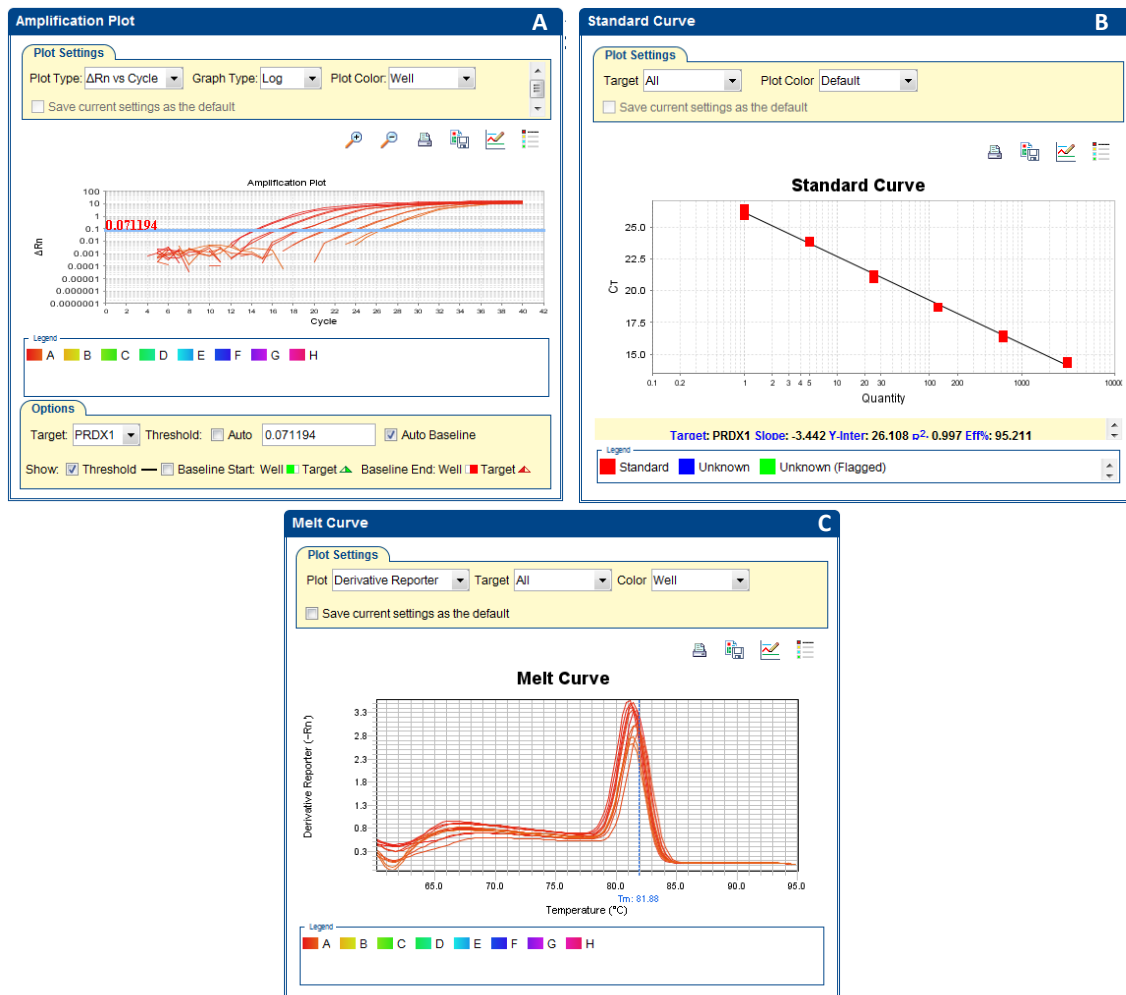 Amplification Plot A
Plot Settings
Plot Type: ΔRn vs Cycle Graph Type: Log Plot Color: Well
Save current settings as the default
Amplification Plot
100
10
1
0.1
0.01
0.001
0.0001
0.00001
0.000001
0.0000001
0.071194
ΔRn
0 2 4 6 8 10 12 14 16 18 20 22 24 26 28 30 32 34 36 38 40 42 44
Cycle
Legend
A B C D E F G H
Options
Target: PRDX1 Threshold: Auto 0.071194 Auto Baseline
Show: Threshold Baseline Start: Well Target Baseline End: Well Target
Standard Curve B
Plot Settings
Target All Plot Color Default
Save current settings as the default
Standard Curve
25.0
22.5
20.0
17.5
15.0
CT
0.1 0.2 1 2 3 4 5 10 20 30 100 200 1000 10000
Quantity
Target: PRDX1 Slope: -3.442 Y-Inter: 26.108 R²: 0.997 Eff%: 95.211
Legend
Standard Unknown Unknown (Flagged)
Melt Curve C
Plot Settings
Plot Derivative Reporter Target All Color Well
Save current settings as the default
Melt Curve
3.3
2.8
2.3
1.8
1.3
0.8
0.3
Derivative Reporter (-Rn')
65.0 70.0 75.0 80.0 85.0 90.0 95.0
Tm: 81.88
Temperature (°C)
Legend
A B C D E F G H